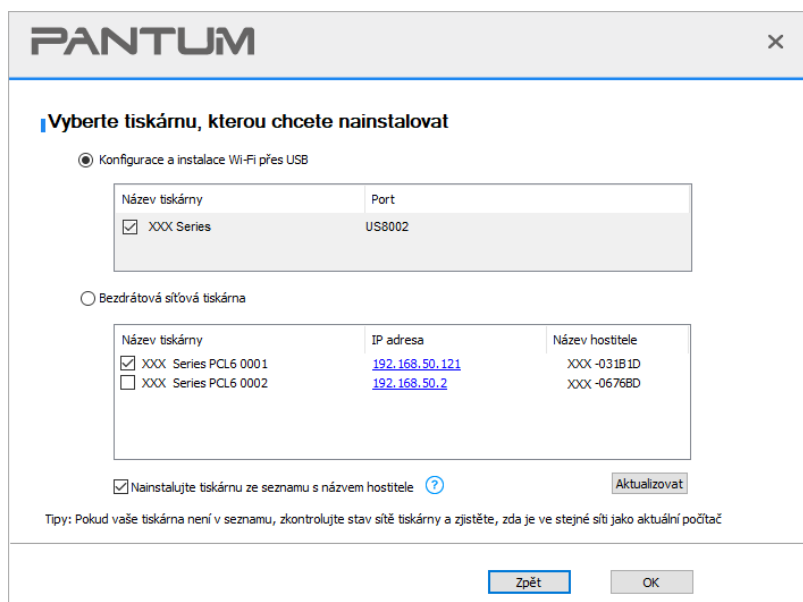 PANTUM
Vyberte tiskárnu, kterou chcete nainstalovat
Konfigurace a instalace Wi-Fi přes USB
Název tiskárny Port
XXX Series US8002
Bezdrátová síťová tiskárna
Název tiskárny IP adresa Název hostitele
XXX Series PCL6 0001 192.168.50.121 XXX -031B1D
XXX Series PCL6 0002 192.168.50.2 XXX -0676BD
Nainstalujte tiskárnu ze seznamu s názvem hostitele ? Aktualizovat
Tipy: Pokud vaše tiskárna není v seznamu, zkontrolujte stav sítě tiskárny a zjistěte, zda je ve stejné síti jako aktuální počítač
Zpět OK